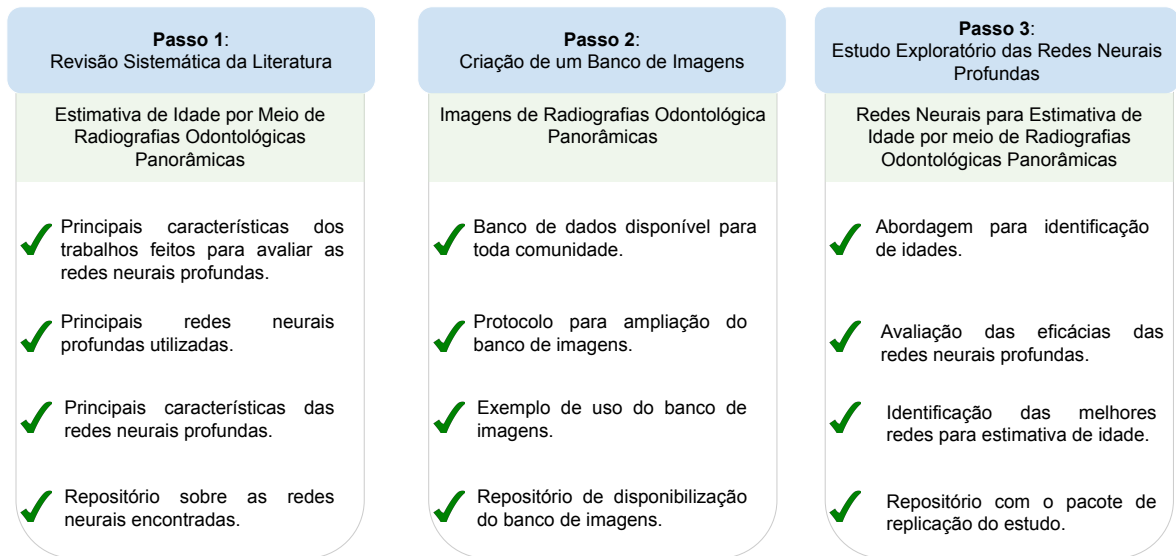 Passo 1:
Revisão Sistemática da Literatura
Estimativa de Idade por Meio de
Radiografias Odontológicas
Panorâmicas
Principais características dos
trabalhos feitos para avaliar as
redes neurais profundas.
Principais redes neurais
profundas utilizadas.
Principais características das
redes neurais profundas.
Repositório sobre as redes
neurais encontradas.
Passo 2:
Criação de um Banco de Imagens
Imagens de Radiografias Odontológica
Panorâmicas
Banco de dados disponível para
toda comunidade.
Protocolo para ampliação do
banco de imagens.
Exemplo de uso do banco de
imagens.
Repositório de disponibilização
do banco de imagens.
Passo 3:
Estudo Exploratório das Redes Neurais
Profundas
Redes Neurais para Estimativa de
Idade por meio de Radiografias
Odontológicas Panorâmicas
Abordagem para identificação
de idades.
Avaliação das eficácias das
redes neurais profundas.
Identificação das melhores
redes para estimativa de idade.
Repositório com o pacote de
replicação do estudo.